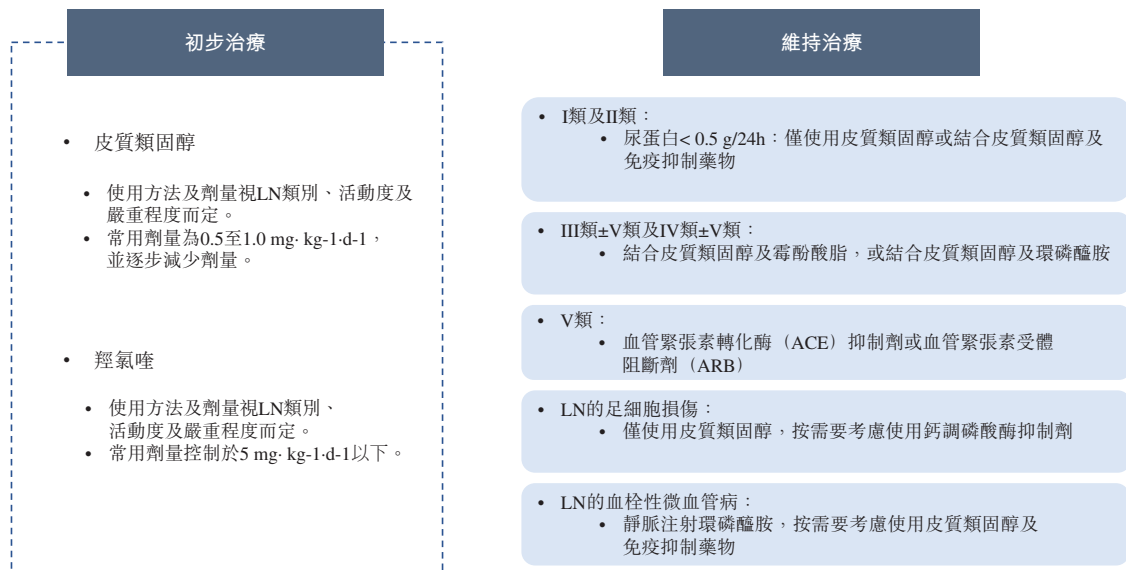 初步治療
• 皮質類固醇
• 使用方法及劑量視LN類別、活動度及
嚴重程度而定。
• 常用劑量為0.5至1.0 mg· kg-1·d-1，
並逐步減少劑量。
• 羥氯喹
• 使用方法及劑量視LN類別、
活動度及嚴重程度而定。
• 常用劑量控制於5 mg· kg-1·d-1以下。
維持治療
• I類及II類：
• 尿蛋白< 0.5 g/24h：僅使用皮質類固醇或結合皮質類固醇及
免疫抑制藥物
• III類±V類及IV類±V類：
• 結合皮質類固醇及霉酚酸脂，或結合皮質類固醇及環磷醯胺
• V類：
• 血管緊張素轉化酶（ACE）抑制劑或血管緊張素受體
阻斷劑（ARB）
• LN的足細胞損傷：
• 僅使用皮質類固醇，按需要考慮使用鈣調磷酸酶抑制劑
• LN的血栓性微血管病：
• 靜脈注射環磷醯胺，按需要考慮使用皮質類固醇及
免疫抑制藥物